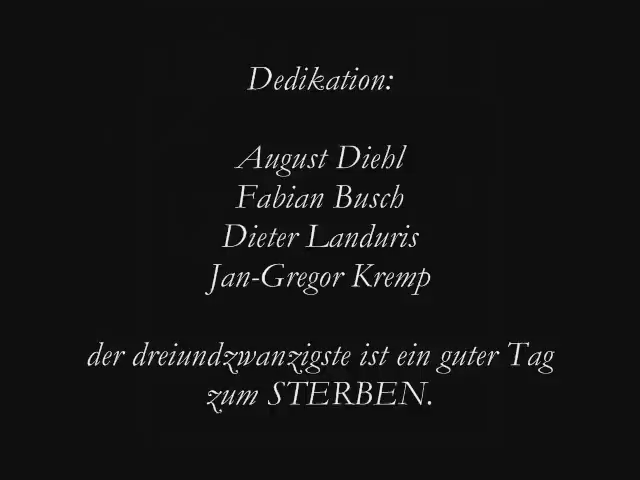 Dedikation:
August Diehl
Fabian Busch
Dieter Landuris
Jan-Gregor Kremp
der dreiundzwanzigste ist ein guter Tag
zum STERBEN.